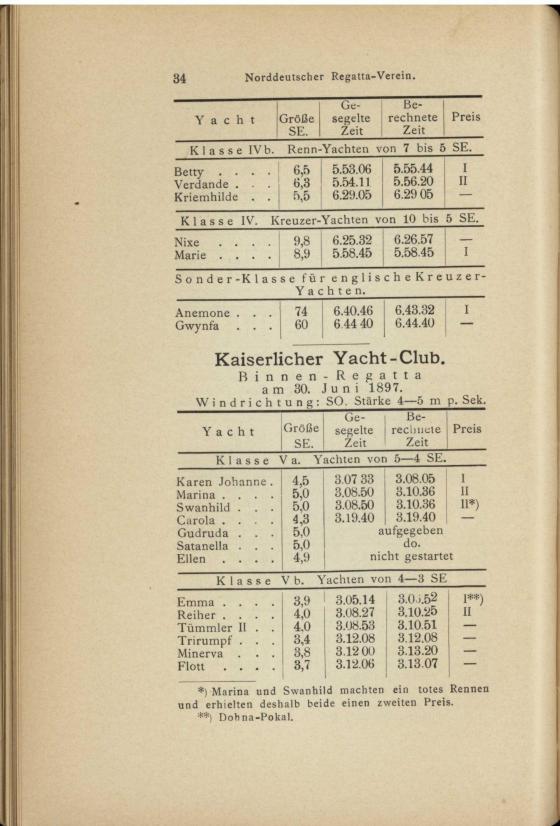 34 Norddeutscher Regatta-Verein.
Yacht Größe SE. Ge-segelte Zeit Be-rechnete Zeit Preis
Klasse IVb. Renn-Yachten von 7 bis 5 SE.
Betty . . . . 6,5 5.53.06 5.55.44 I
Verdande . . . 6,3 5.54.11 5.56.20 II
Kriemhilde . . 5,5 6.29.05 6.29 05 —
Klasse IV. Kreuzer-Yachten von 10 bis 5 SE.
Nixe . . . . 9,8 6.25.32 6.26.57 —
Marie . . . . 8,9 5.58.45 5.58.45 I
Sonder-Klasse für englische Kreuzer-
Yachten.
Anemone . . . 74 6.40.46 6.43.32 I
Gwynfa . . . 60 6.44 40 6.44.40 —
Kaiserlicher Yacht-Club.
Binnen-Regatta
am 30. Juni 1897.
Windrichtung: SO. Stärke 4—5 m p. Sek.
Yacht Größe SE. Ge-segelte Zeit Be-rechnete Zeit Preis
Klasse Va. Yachten von 5—4 SE.
Karen Johanne . 4,5 3.07 33 3.08.05 I
Marina . . . . 5,0 3.08.50 3.10.36 II
Swanhild . . . 5,0 3.08.50 3.10.36 II*)
Carola . . . . 4,3 3.19.40 3.19.40 —
Gudruda . . . 5,0 aufgegeben
Satanella . . . 5,0 do.
Ellen . . . . 4,9 nicht gestartet
Klasse Vb. Yachten von 4—3 SE
Emma . . . . 3,9 3.05.14 I**)
Reiher . . . . 4,0 3.08.27 3.10.25 II
Tümmler II . . 4,0 3.08.53 3.10.51 —
Trirumpf . . . 3,4 3.12.08 3.12.08 —
Minerva . . . 3,8 3.12 00 3.13.20 —
Flott . . . . 3,7 3.12.06 3.13.07 —
*) Marina und Swanhild machten ein totes Rennen
und erhielten deshalb beide einen zweiten Preis.
**) Dohna-Pokal.